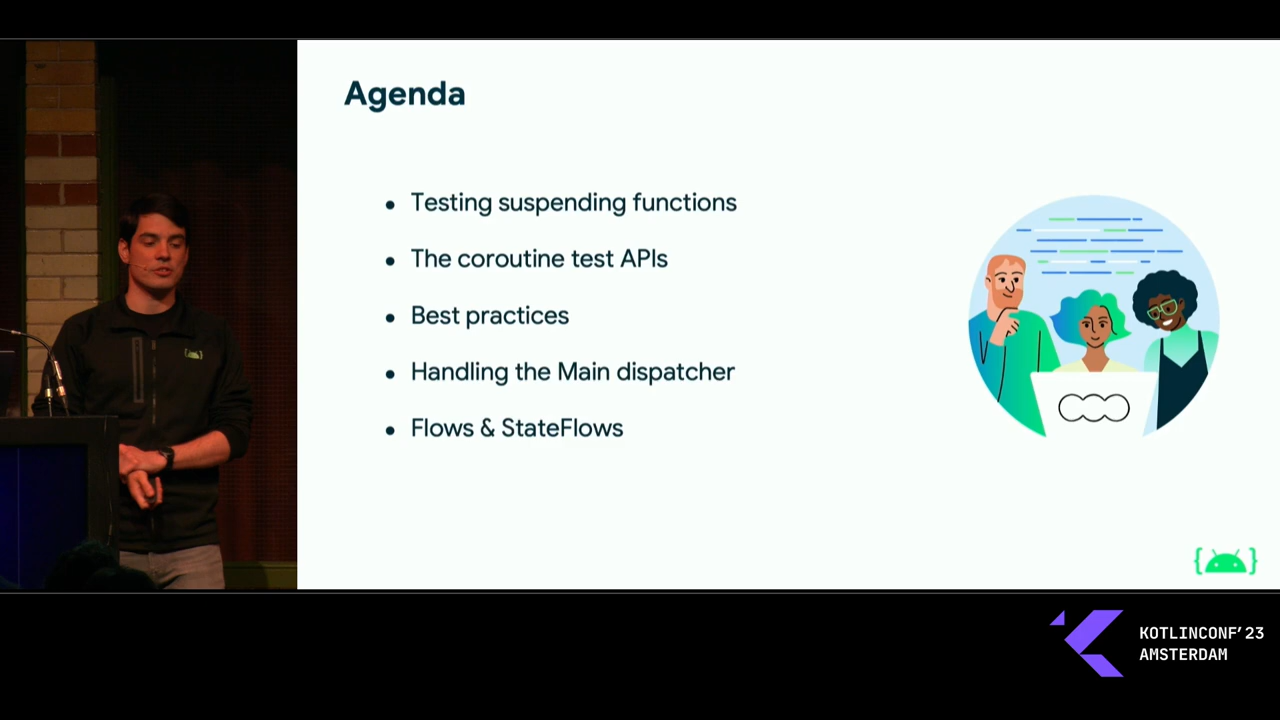 Agenda
• Testing suspending functions
• The coroutine test APIs
• Best practices
• Handling the Main dispatcher
• Flows & StateFlows
KOTLINCONF'23
AMSTERDAM